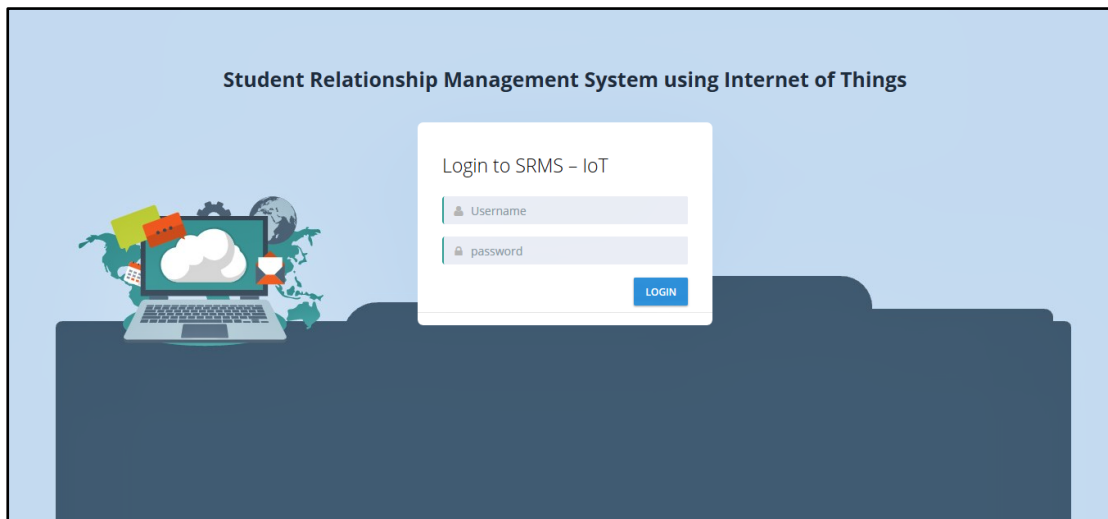 Student Relationship Management System using Internet of Things
Login to SRMS – IoT
Username
password
LOGIN